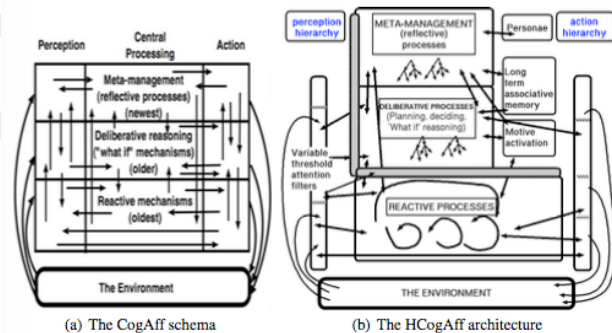 Perception
Central
Processing
Action
Meta-management
(reflective processes)
(newest)
Deliberative reasoning
("what if" mechanisms)
(older)
Reactive mechanisms
(oldest)
The Environment
(a) The CogAff schema
perception
hierarchy
META-MANAGEMENT
(reflective)
processes
Personae
action
hierarchy
Long
term
associative
memory
DELIBERATIVE PROCESSES
(Planning, deciding,
'What if' reasoning)
Motive
activation
Variable
threshold
attention
filters
REACTIVE PROCESSES
THE ENVIRONMENT
(b) The HCogAff architecture